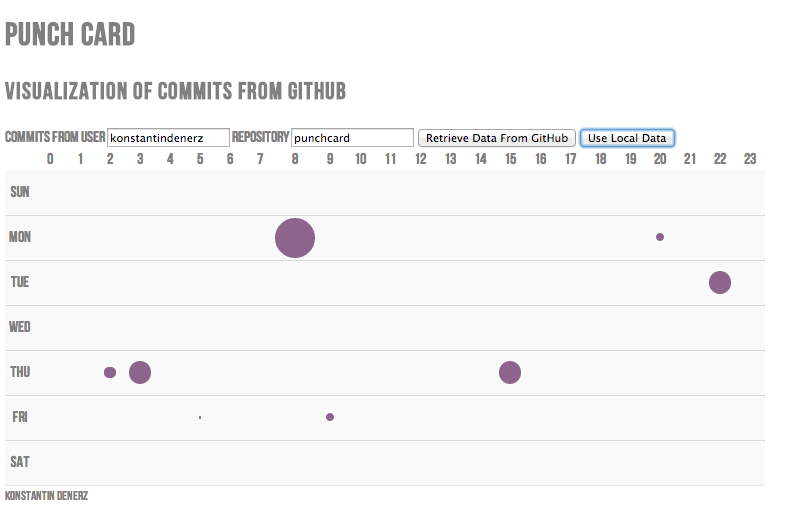 PUNCH CARD
VISUALIZATION OF COMMITS FROM GITHUB
COMMITS FROM USER konstantindenerz REPOSITORY punchcard Retrieve Data From GitHub Use Local Data
0 1 2 3 4 5 6 7 8 9 10 11 12 13 14 15 16 17 18 19 20 21 22 23
SUN
MON
TUE
WED
THU
FRI
SAT
KONSTANTIN DENERZ